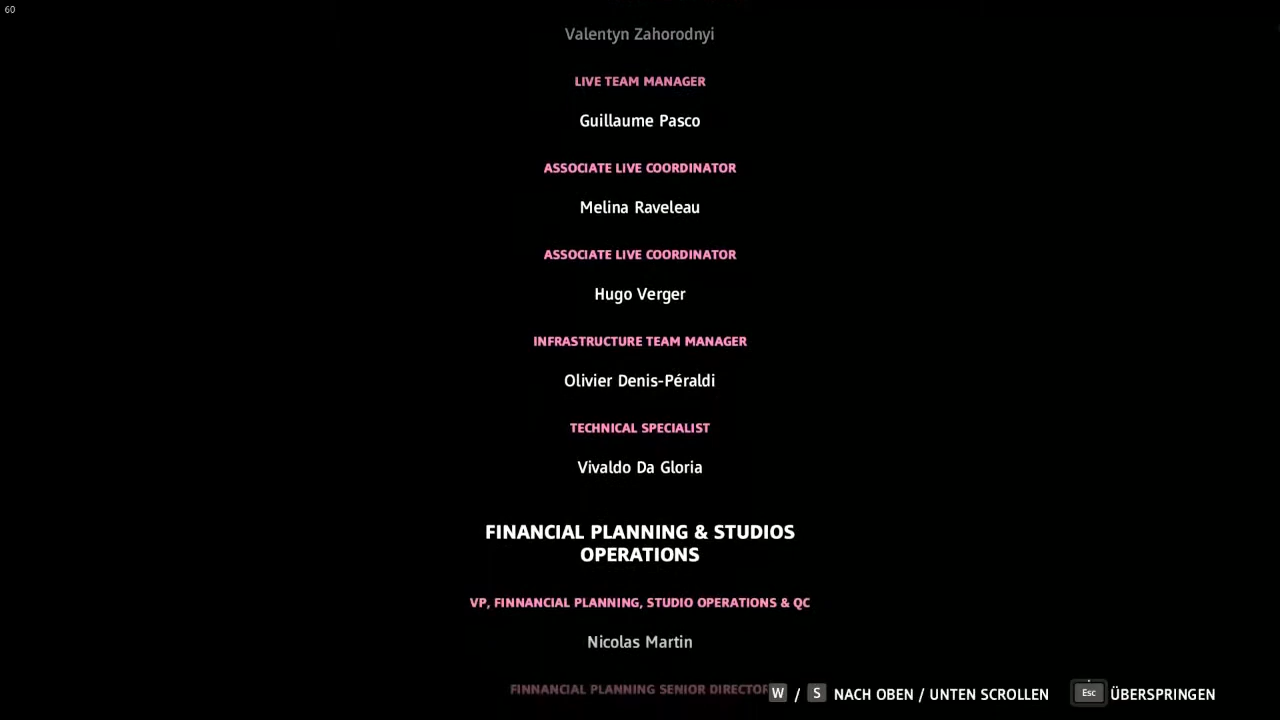 60
Valentyn Zahorodnyi
LIVE TEAM MANAGER
Guillaume Pasco
ASSOCIATE LIVE COORDINATOR
Melina Raveleau
ASSOCIATE LIVE COORDINATOR
Hugo Verger
INFRASTRUCTURE TEAM MANAGER
Olivier Denis-Péraldi
TECHNICAL SPECIALIST
Vivaldo Da Gloria
FINANCIAL PLANNING & STUDIOS
OPERATIONS
VP, FINNANCIAL PLANNING, STUDIO OPERATIONS & QC
Nicolas Martin
FINNANCIAL PLANNING SENIOR DIRECTOR
W / S NACH OBEN / UNTEN SCROLLEN Esc ÜBERSPRINGEN